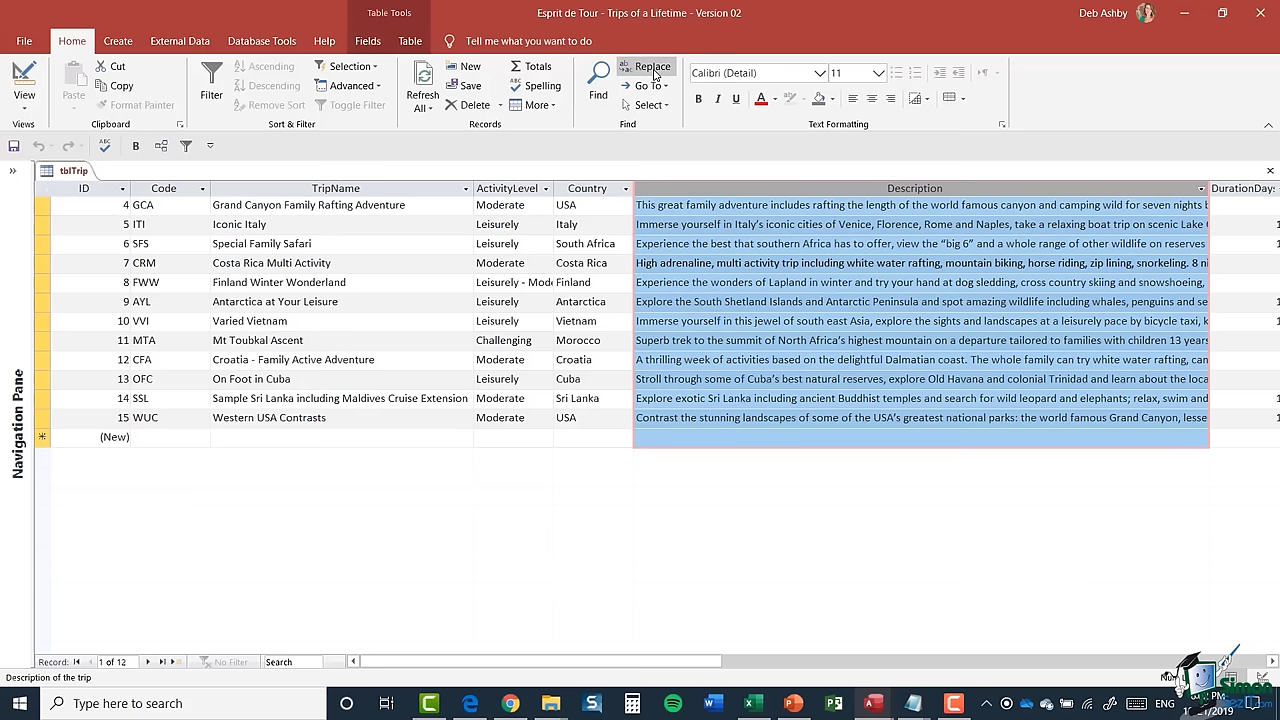 Table Tools
Esprit de Tour - Trips of a Lifetime - Version 02
Deb Ashby
File Home Create External Data Database Tools Help Fields Table Tell me what you want to do
View
Views
Paste
Cut
Copy
Format Painter
Clipboard
Filter
Ascending
Descending
Remove Sort
Selection
Advanced
Toggle Filter
Sort & Filter
Refresh
All
New
Save
Delete
Totals
Spelling
More
Records
Find
Replace
Go To
Select
Find
Calibri (Detail) 11
B I U A
Text Formatting
ABC B
tblTrip
ID Code TripName ActivityLevel Country Description DurationDays
4 GCA Grand Canyon Family Rafting Adventure Moderate USA This great family adventure includes rafting the length of the world famous canyon and camping wild for seven nights b
5 ITI Iconic Italy Leisurely Italy Immerse yourself in Italy's iconic cities of Venice, Florence, Rome and Naples, take a relaxing boat trip on scenic Lake 1
6 SFS Special Family Safari Leisurely South Africa Experience the best that southern Africa has to offer, view the “big 6” and a whole range of other wildlife on reserves 1
7 CRM Costa Rica Multi Activity Moderate Costa Rica High adrenaline, multi activity trip including white water rafting, mountain biking, horse riding, zip lining, snorkeling. 8 ni
8 FWW Finland Winter Wonderland Leisurely - Mode Finland Experience the wonders of Lapland in winter and try your hand at dog sledding, cross country skiing and snowshoeing,
9 AYL Antarctica at Your Leisure Leisurely Antarctica Explore the South Shetland Islands and Antarctic Peninsula and spot amazing wildlife including whales, penguins and se 1
10 VVI Varied Vietnam Leisurely Vietnam Immerse yourself in this jewel of south east Asia, explore the sights and landscapes at a leisurely pace by bicycle taxi, k 1
11 MTA Mt Toubkal Ascent Challenging Morocco Superb trek to the summit of North Africa's highest mountain on a departure tailored to families with children 13 years
12 CFA Croatia - Family Active Adventure Moderate Croatia A thrilling week of activities based on the delightful Dalmatian coast. The whole family can try white water rafting, can
13 OFC On Foot in Cuba Leisurely Cuba Stroll through some of Cuba's best natural reserves, explore Old Havana and colonial Trinidad and learn about the loca
14 SSL Sample Sri Lanka including Maldives Cruise Extension Moderate Sri Lanka Explore exotic Sri Lanka including ancient Buddhist temples and search for wild leopard and elephants; relax, swim and 1
15 WUC Western USA Contrasts Moderate USA Contrast the stunning landscapes of some of the USA's greatest national parks: the world famous Grand Canyon, lesse 1
(New)
Navigation Pane
Record: 1 of 12 No Filter Search
Description of the trip
Type here to search
ENG